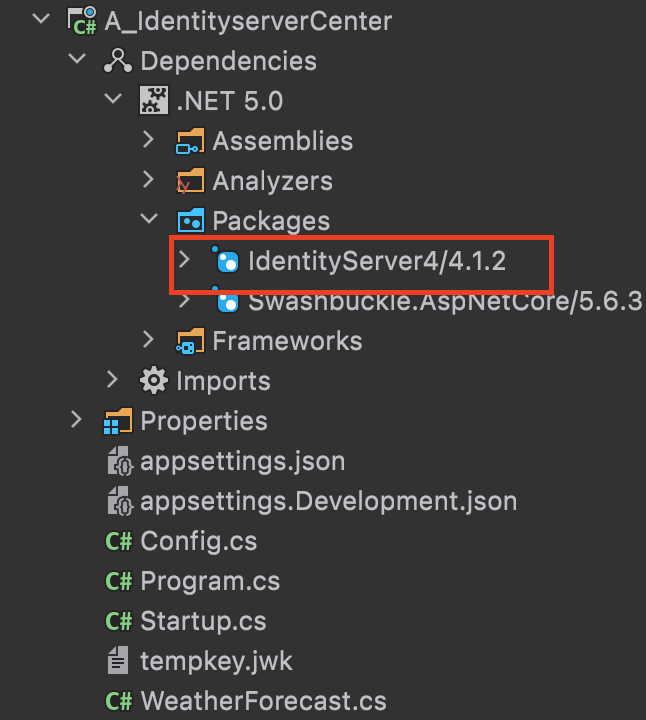 C# A_IdentityserverCenter
Dependencies
.NET 5.0
Assemblies
Analyzers
Packages
IdentityServer4/4.1.2
Swashbuckle.AspNetCore/5.6.3
Frameworks
Imports
Properties
appsettings.json
appsettings.Development.json
C# Config.cs
C# Program.cs
C# Startup.cs
tempkey.jwk
C# WeatherForecast.cs